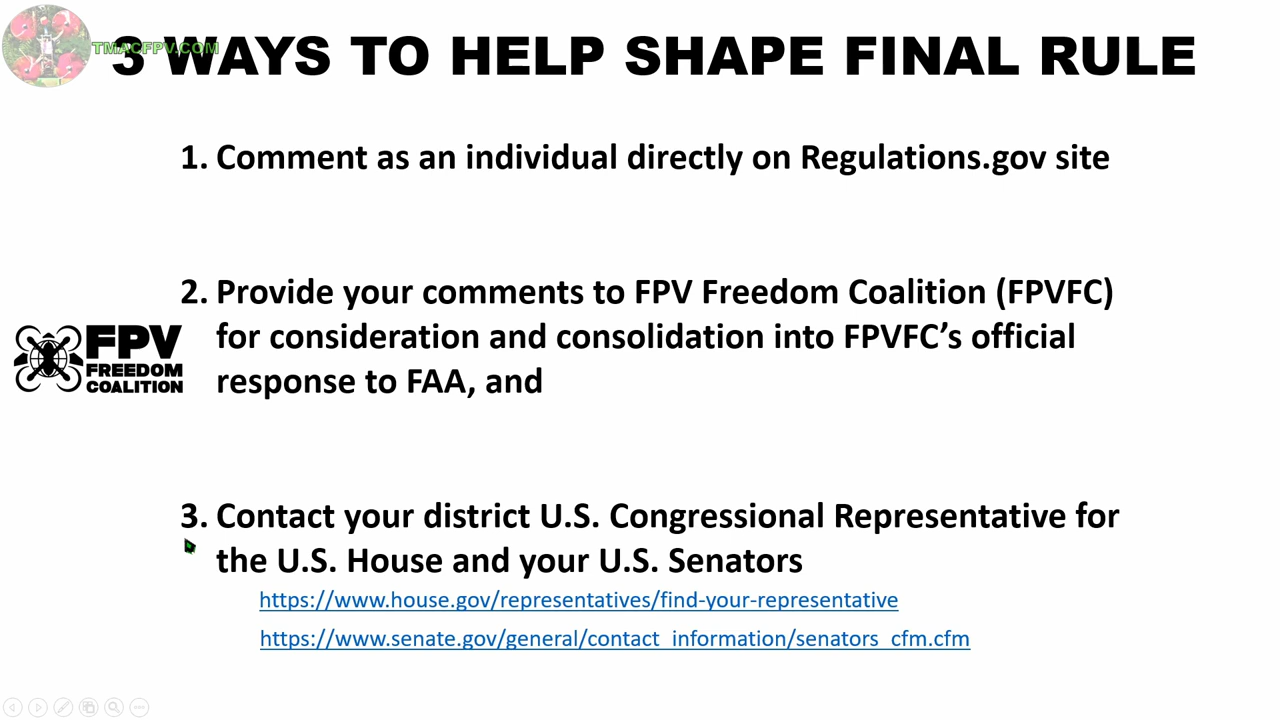 TMACFPV.COM
3 WAYS TO HELP SHAPE FINAL RULE
1. Comment as an individual directly on Regulations.gov site
2. Provide your comments to FPV Freedom Coalition (FPVFC)
for consideration and consolidation into FPVFC’s official
response to FAA, and
FPV
FREEDOM
COALITION
3. Contact your district U.S. Congressional Representative for
the U.S. House and your U.S. Senators
https://www.house.gov/representatives/find-your-representative
https://www.senate.gov/general/contact_information/senators_cfm.cfm